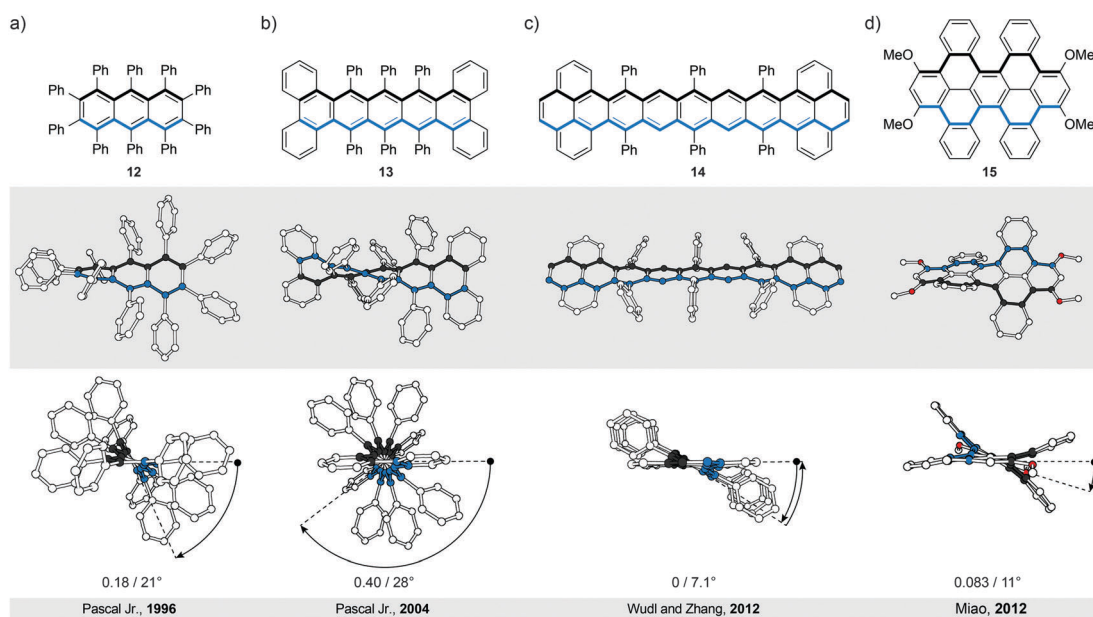 a)
b)
c)
d)
Ph Ph Ph
Ph Ph
Ph Ph
Ph Ph Ph
12
Ph Ph Ph
Ph Ph Ph
13
Ph Ph Ph
Ph Ph Ph
14
MeO OMe
MeO OMe
15
0.18 / 21°
0.40 / 28°
0 / 7.1°
0.083 / 11°
Pascal Jr., 1996
Pascal Jr., 2004
Wudl and Zhang, 2012
Miao, 2012